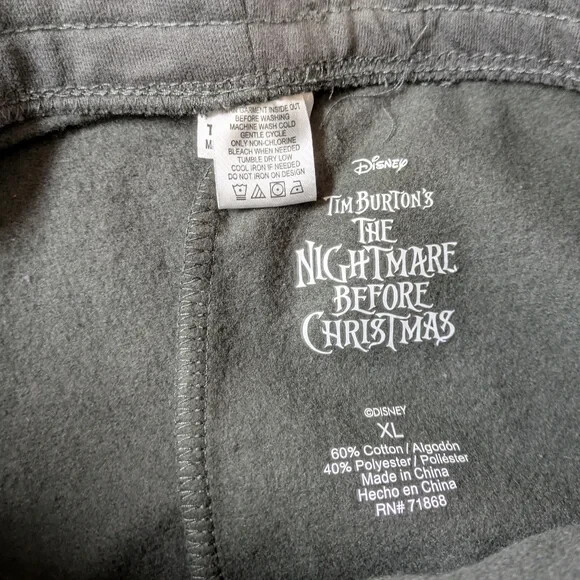 GARMENT INSIDE OUT
BEFORE WASHING
MACHINE WASH COLD
GENTLE CYCLE
ONLY NON-CHLORINE
BLEACH WHEN NEEDED
TUMBLE DRY LOW
COOL IRON IF NEEDED
DO NOT IRON ON DESIGN
DISNEY
TIM BURTON'S
THE
NIGHTMARE
BEFORE
CHRISTMAS
©DISNEY
XL
60% Cotton / Algodón
40% Polyester / Poliéster
Made in China
Hecho en China
RN# 71868